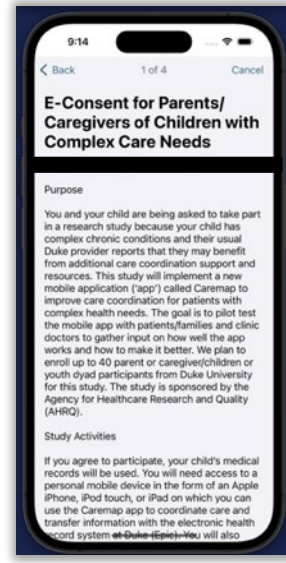 9:14
Back 1 of 4 Cancel
E-Consent for Parents/
Caregivers of Children with
Complex Care Needs
Purpose
You and your child are being asked to take part
in a research study because your child has
complex chronic conditions and their usual
Duke provider reports that they may benefit
from additional care coordination support and
resources. This study will implement a new
mobile application ('app') called Caremap to
improve care coordination for patients with
complex health needs. The goal is to pilot test
the mobile app with patients/families and clinic
doctors to gather input on how well the app
works and how to make it better. We plan to
enroll up to 40 parent or caregiver/children or
youth dyad participants from Duke University
for this study. The study is sponsored by the
Agency for Healthcare Research and Quality
(AHRQ).
Study Activities
If you agree to participate, your child's medical
records will be used. You will need access to a
personal mobile device in the form of an Apple
iPhone, iPod touch, or iPad on which you can
use the Caremap app to coordinate care and
transfer information with the electronic health
record system at Duke (Epic). You will also